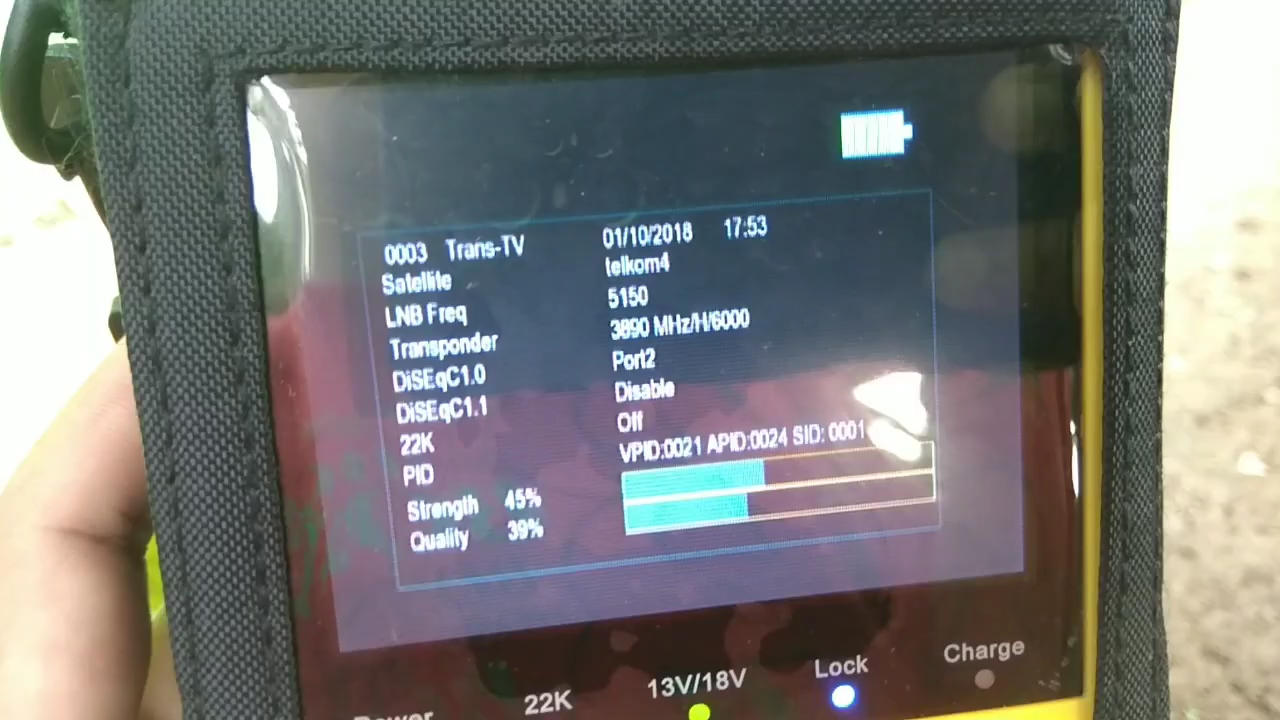 0003 Trans-TV 01/10/2018 17:53
Satellite telkom4
LNB Freq 5150
Transponder 3890 MHz/H/6000
DiSEqC1.0 Port2
DiSEqC1.1 Disable
22K Off
PID VPID:0021 APID:0024 SID: 0001
Strength 45%
Quality 39%
Power 22K 13V/18V Lock Charge